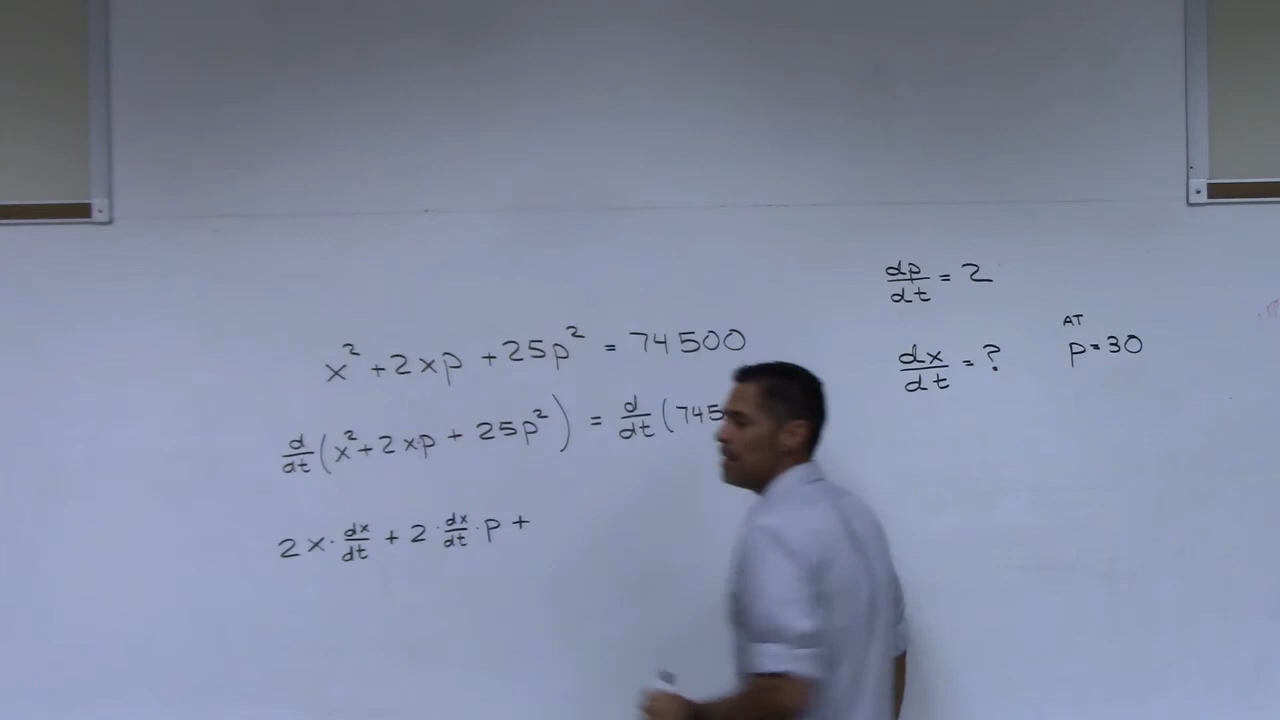 x² + 2xp + 25p² = 74500
d/dt (x² + 2xp + 25p²) = d/dt (745
2x · dx/dt + 2 · dx/dt · p +
dp/dt = 2
dx/dt = ?
AT
p = 30